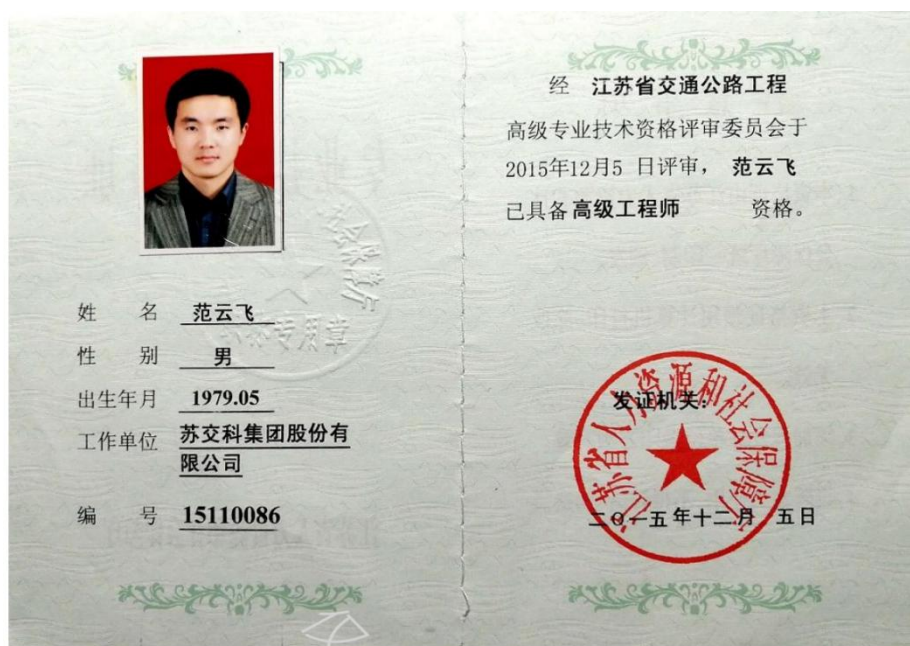 姓 名 范云飞
性 别 男
出生年月 1979.05
工作单位 苏交科集团股份有
限公司
编 号 15110086
经 江苏省交通公路工程
高级专业技术资格评审委员会于
2015年12月5 日评审， 范云飞
已具备 高级工程师 资格。
江苏省人力资源和社会保障厅
发证机关：
二〇一五年十二月 五日